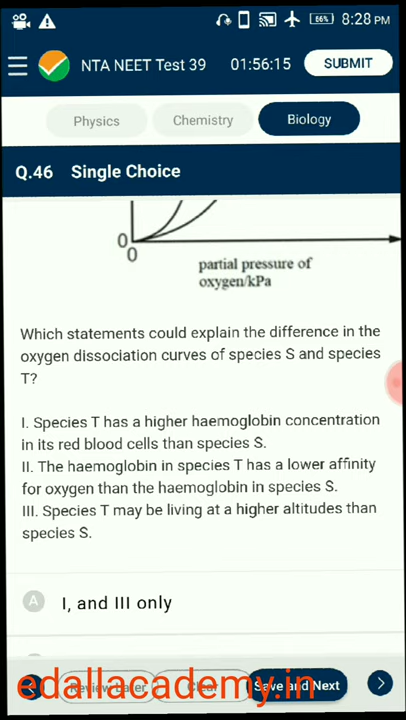 66% 8:28 PM
NTA NEET Test 39 01:56:15 SUBMIT
Physics Chemistry Biology
Q.46 Single Choice
0
0
partial pressure of
oxygen/kPa
Which statements could explain the difference in the
oxygen dissociation curves of species S and species
T?
I. Species T has a higher haemoglobin concentration
in its red blood cells than species S.
II. The haemoglobin in species T has a lower affinity
for oxygen than the haemoglobin in species S.
III. Species T may be living at a higher altitudes than
species S.
A I, and III only
Review Later Clear Save and Next
edallacademy.in